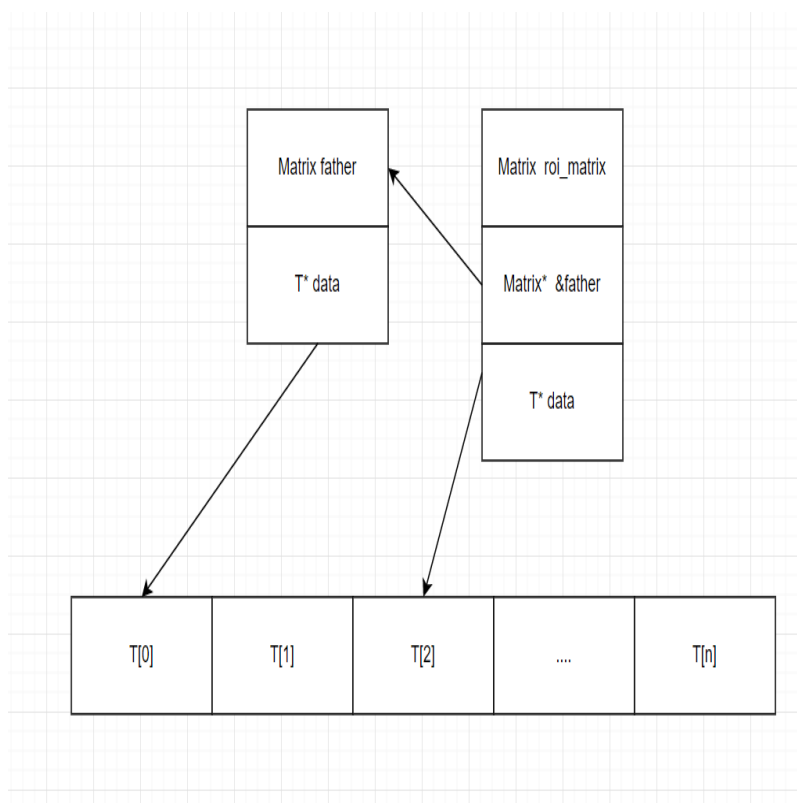 Matrix father
Matrix  roi_matrix
T* data
Matrix*  &father
T* data
T[0]
T[1]
T[2]
....
T[n]